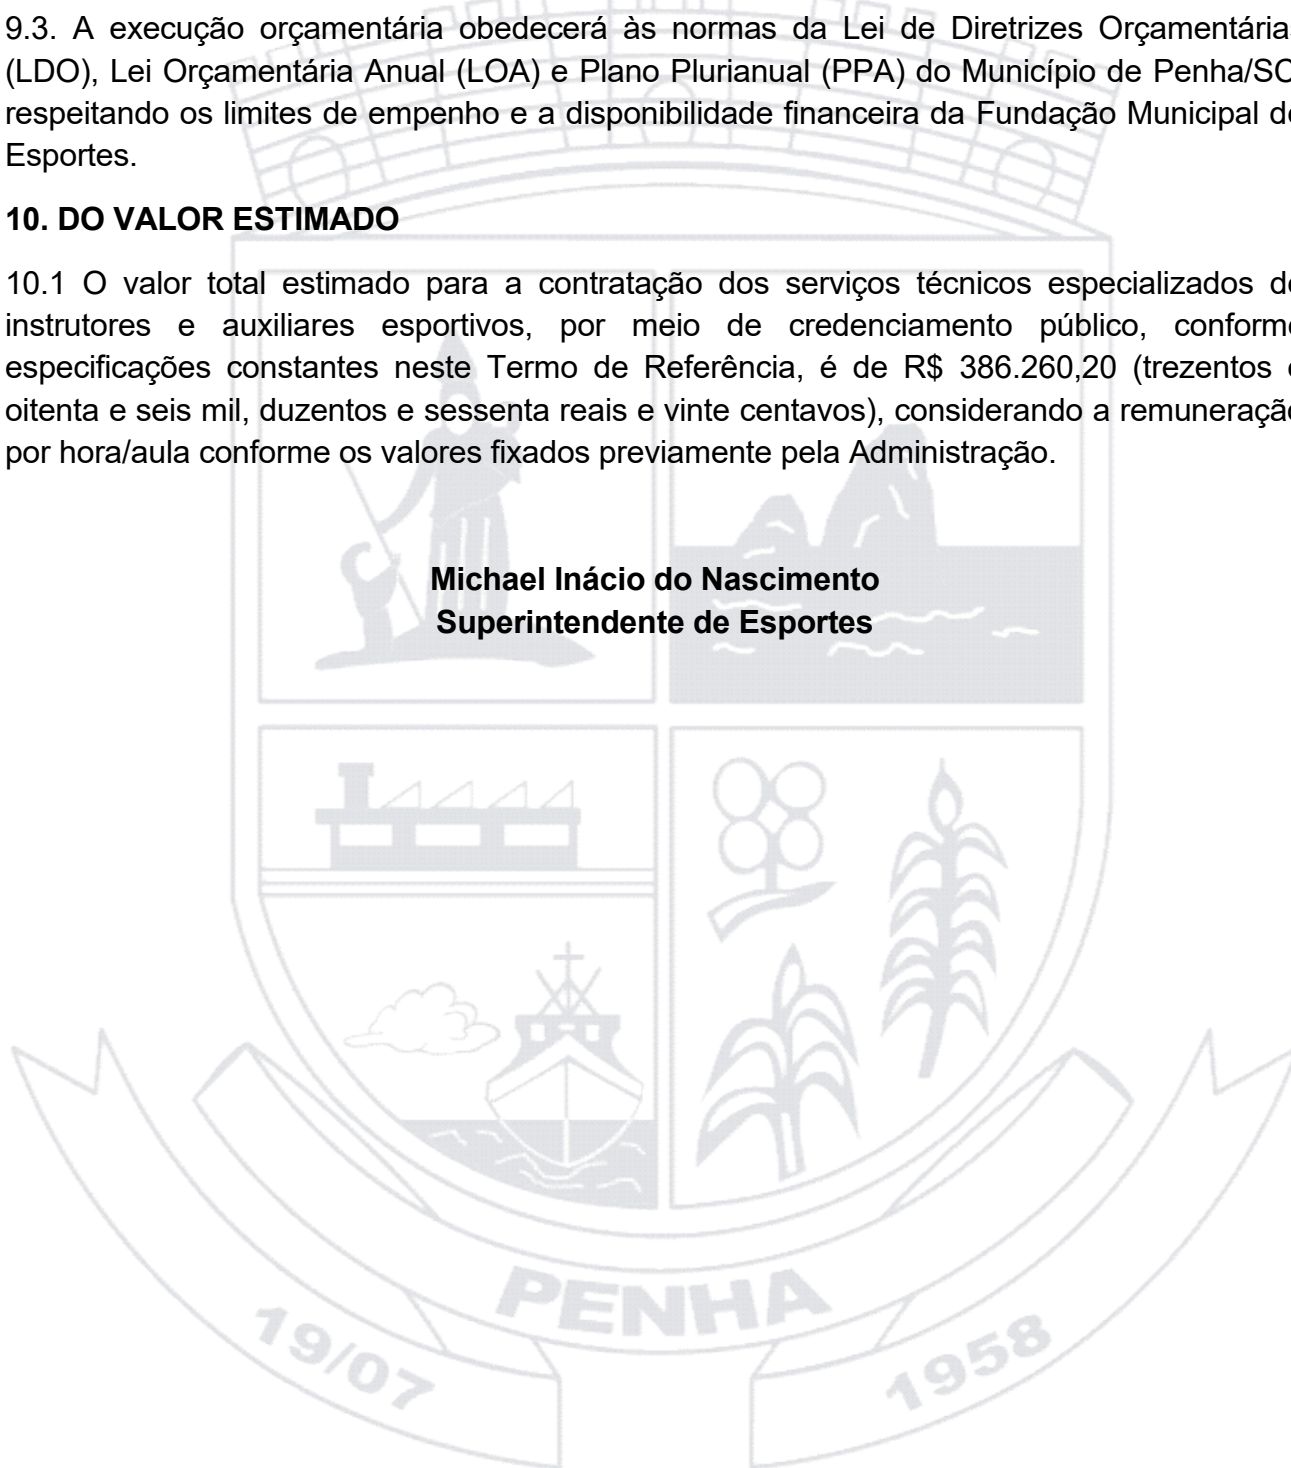 9.3. A execução orçamentária obedecerá às normas da Lei de Diretrizes Orçamentárias
(LDO), Lei Orçamentária Anual (LOA) e Plano Plurianual (PPA) do Município de Penha/SC
respeitando os limites de empenho e a disponibilidade financeira da Fundação Municipal de
Esportes.
10. DO VALOR ESTIMADO
10.1 O valor total estimado para a contratação dos serviços técnicos especializados de
instrutores e auxiliares esportivos, por meio de credenciamento público, conforme
especificações constantes neste Termo de Referência, é de R$ 386.260,20 (trezentos e
oitenta e seis mil, duzentos e sessenta reais e vinte centavos), considerando a remuneração
por hora/aula conforme os valores fixados previamente pela Administração.
Michael Inácio do Nascimento
Superintendente de Esportes
PENHA
19/07
1958